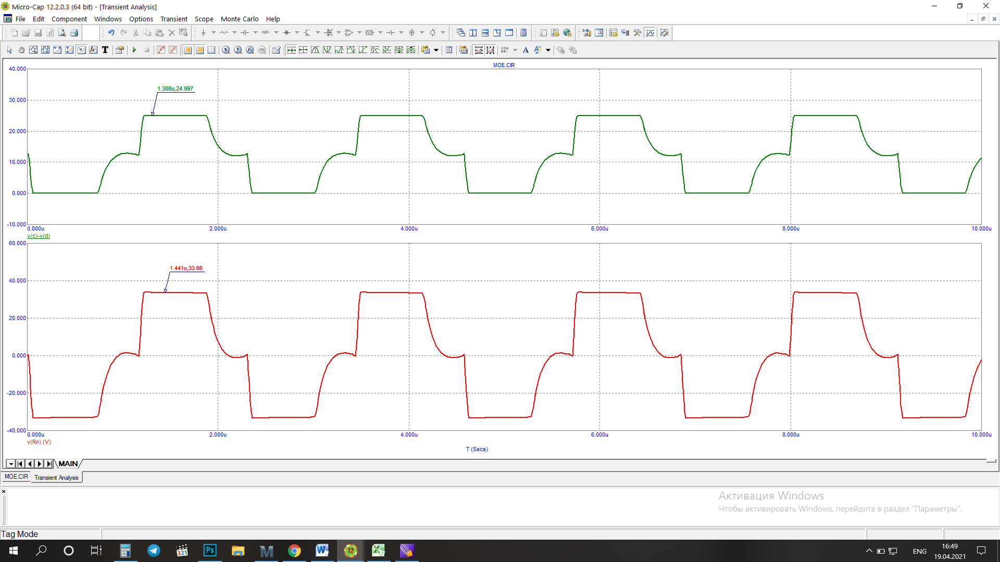 Micro-Cap 12.2.0.3 (64 bit) - [Transient Analysis]
File Edit Component Windows Options Transient Scope Monte Carlo Help
MOE.CIR
40.000
1.308u,24.997
30.000
20.000
10.000
0.000
-10.000
0.000u 2.000u 4.000u 6.000u 8.000u 10.000u
v(c)-v(d)
60.000
1.441u,33.66
40.000
20.000
0.000
-20.000
-40.000
0.000u 2.000u 4.000u 6.000u 8.000u 10.000u
v(Rn) (V)
T (Secs)
MAIN
MOE.CIR Transient Analysis
Активация Windows
Чтобы активировать Windows, перейдите в раздел "Параметры".
Tag Mode
321 Ps 12
ENG
16:49
19.04.2021